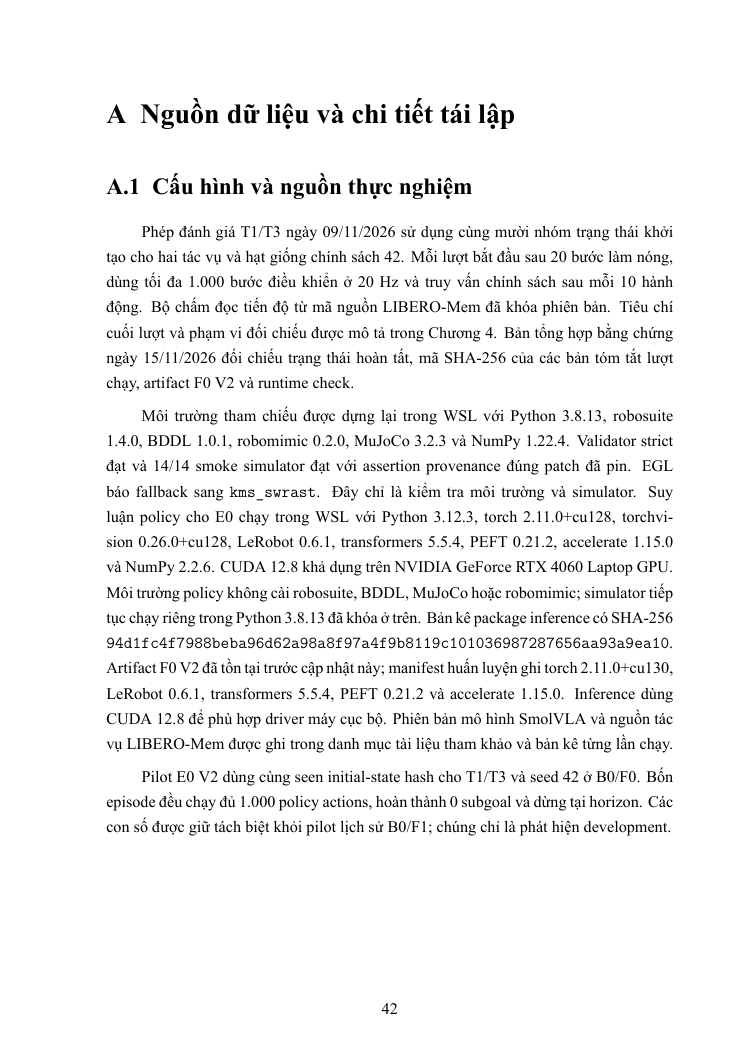 A Nguồn dữ liệu và chi tiết tái lập
A.1 Cấu hình và nguồn thực nghiệm
Phép đánh giá T1/T3 ngày 09/11/2026 sử dụng cùng mười nhóm trạng thái khởi
tạo cho hai tác vụ và hạt giống chính sách 42. Mỗi lượt bắt đầu sau 20 bước làm nóng,
dùng tối đa 1.000 bước điều khiển ở 20 Hz và truy vấn chính sách sau mỗi 10 hành
động. Bộ chấm đọc tiến độ từ mã nguồn LIBERO-Mem đã khóa phiên bản. Tiêu chí
cuối lượt và phạm vi đối chiếu được mô tả trong Chương 4. Bản tổng hợp bằng chứng
ngày 15/11/2026 đối chiếu trạng thái hoàn tất, mã SHA-256 của các bản tóm tắt lượt
chạy, artifact F0 V2 và runtime check.
Môi trường tham chiếu được dựng lại trong WSL với Python 3.8.13, robosuite
1.4.0, BDDL 1.0.1, robomimic 0.2.0, MuJoCo 3.2.3 và NumPy 1.22.4. Validator strict
đạt và 14/14 smoke simulator đạt với assertion provenance đúng patch đã pin. EGL
báo fallback sang kms_swrast. Đây chỉ là kiểm tra môi trường và simulator. Suy
luận policy cho E0 chạy trong WSL với Python 3.12.3, torch 2.11.0+cu128, torchvi-
sion 0.26.0+cu128, LeRobot 0.6.1, transformers 5.5.4, PEFT 0.21.2, accelerate 1.15.0
và NumPy 2.2.6. CUDA 12.8 khả dụng trên NVIDIA GeForce RTX 4060 Laptop GPU.
Môi trường policy không cài robosuite, BDDL, MuJoCo hoặc robomimic; simulator tiếp
tục chạy riêng trong Python 3.8.13 đã khóa ở trên. Bản kê package inference có SHA-256
94d1fc4f7988beba96d62a98a8f97a4f9b8119c101036987287656aa93a9ea10.
Artifact F0 V2 đã tồn tại trước cập nhật này; manifest huấn luyện ghi torch 2.11.0+cu130,
LeRobot 0.6.1, transformers 5.5.4, PEFT 0.21.2 và accelerate 1.15.0. Inference dùng
CUDA 12.8 để phù hợp driver máy cục bộ. Phiên bản mô hình SmolVLA và nguồn tác
vụ LIBERO-Mem được ghi trong danh mục tài liệu tham khảo và bản kê từng lần chạy.
Pilot E0 V2 dùng cùng seen initial-state hash cho T1/T3 và seed 42 ở B0/F0. Bốn
episode đều chạy đủ 1.000 policy actions, hoàn thành 0 subgoal và dừng tại horizon. Các
con số được giữ tách biệt khỏi pilot lịch sử B0/F1; chúng chỉ là phát hiện development.
42